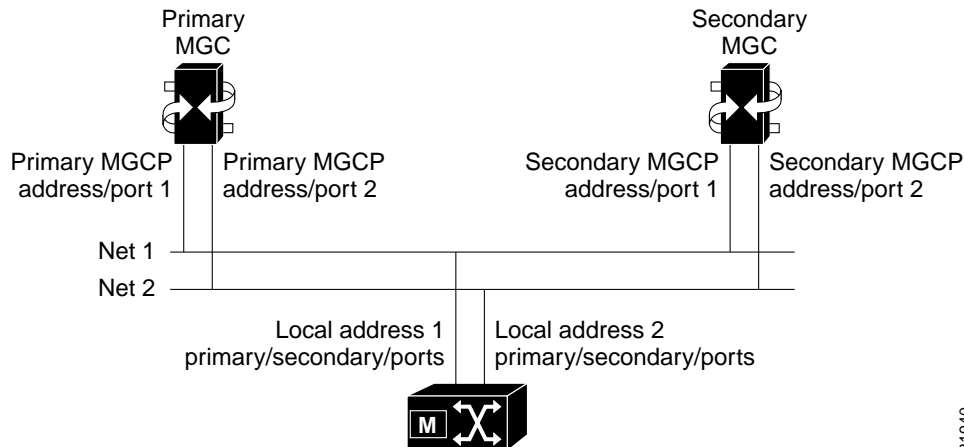 Primary
MGC
Secondary
MGC
Primary MGCP
address/port 1
Primary MGCP
address/port 2
Secondary MGCP
address/port 1
Secondary MGCP
address/port 2
Net 1
Net 2
Local address 1
primary/secondary/ports
Local address 2
primary/secondary/ports
M